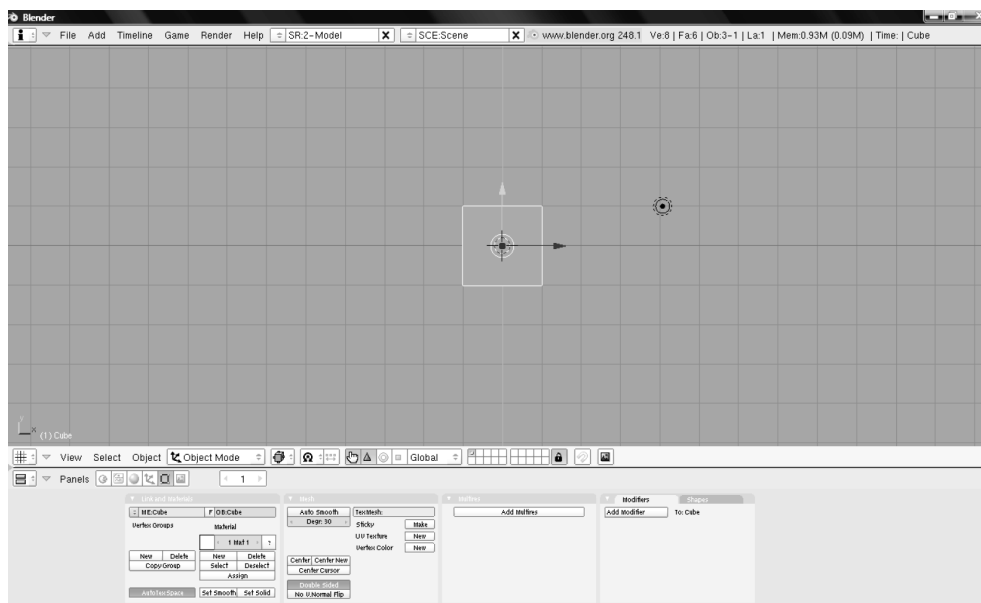 Blender
File Add Timeline Game Render Help SR:2-Model X SCE:Scene X www.blender.org 248.1 Ve:8 | Fa:6 | Ob:3-1 | La:1 | Mem:0.93M (0.09M) | Time: | Cube
y
x
(1) Cube
View Select Object Object Mode Global
Panels 1
Link and Materials Mesh Multires Modifiers Shapes
ME:Cube F OB:Cube Auto Smooth TexMesh: Add Multires Add Modifier To: Cube
Vertex Groups Material Degr: 30 Sticky Make
1 Mat 1 ? UV Texture New
New Delete New Delete Vertex Color New
Copy Group Select Deselect Center Center New
Assign Center Cursor
AutoTexSpace Set Smooth Set Solid Double Sided
No V.Normal Flip